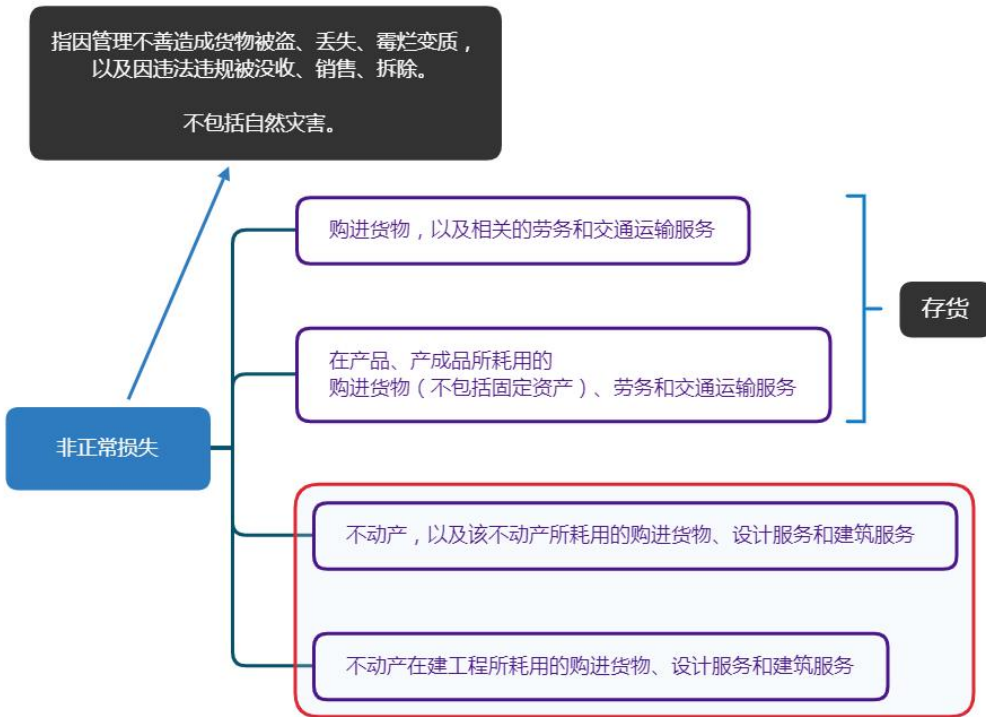 指因管理不善造成货物被盗、丢失、霉烂变质，
以及因违法违规被没收、销售、拆除。
不包括自然灾害。
购进货物，以及相关的劳务和交通运输服务
存货
在产品、产成品所耗用的
购进货物（不包括固定资产）、劳务和交通运输服务
非正常损失
不动产，以及该不动产所耗用的购进货物、设计服务和建筑服务
不动产在建工程所耗用的购进货物、设计服务和建筑服务